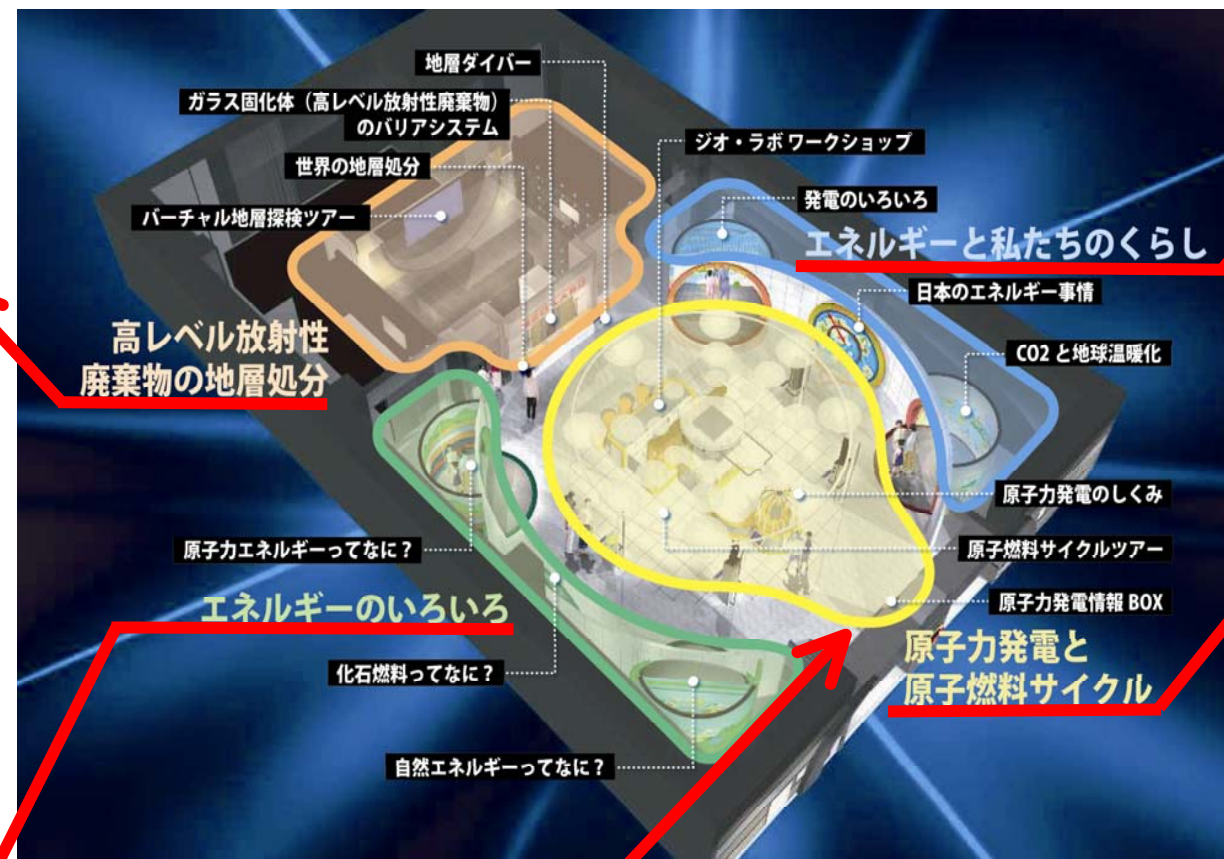 地層ダイバー
ガラス固化体（高レベル放射性廃棄物）
のバリアシステム
世界の地層処分
バーチャル地層探検ツアー
高レベル放射性
廃棄物の地層処分
ジオ・ラボ ワークショップ
発電のいろいろ
エネルギーと私たちのくらし
日本のエネルギー事情
CO2 と地球温暖化
原子力発電のしくみ
原子燃料サイクルツアー
原子力発電情報 BOX
原子力発電と
原子燃料サイクル
原子力エネルギーってなに？
エネルギーのいろいろ
化石燃料ってなに？
自然エネルギーってなに？